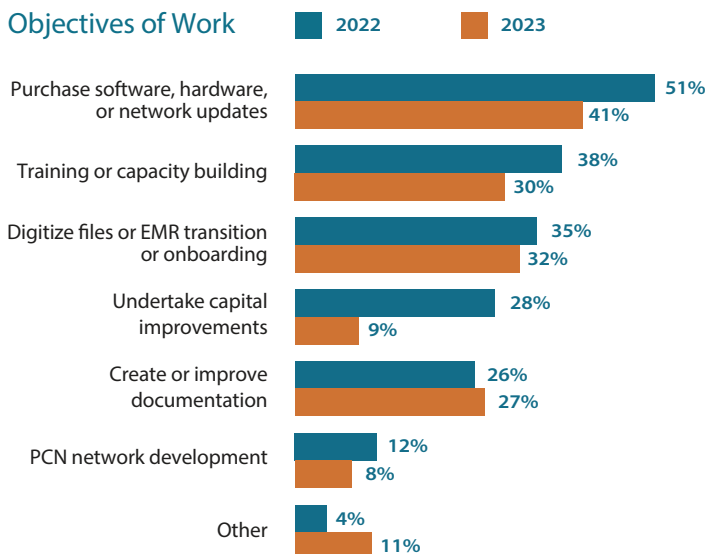 Objectives of Work
2022
2023
Purchase software, hardware,
or network updates
51%
41%
Training or capacity building
38%
30%
Digitize files or EMR transition
or onboarding
35%
32%
Undertake capital
improvements
28%
9%
Create or improve
documentation
26%
27%
PCN network development
12%
8%
Other
4%
11%